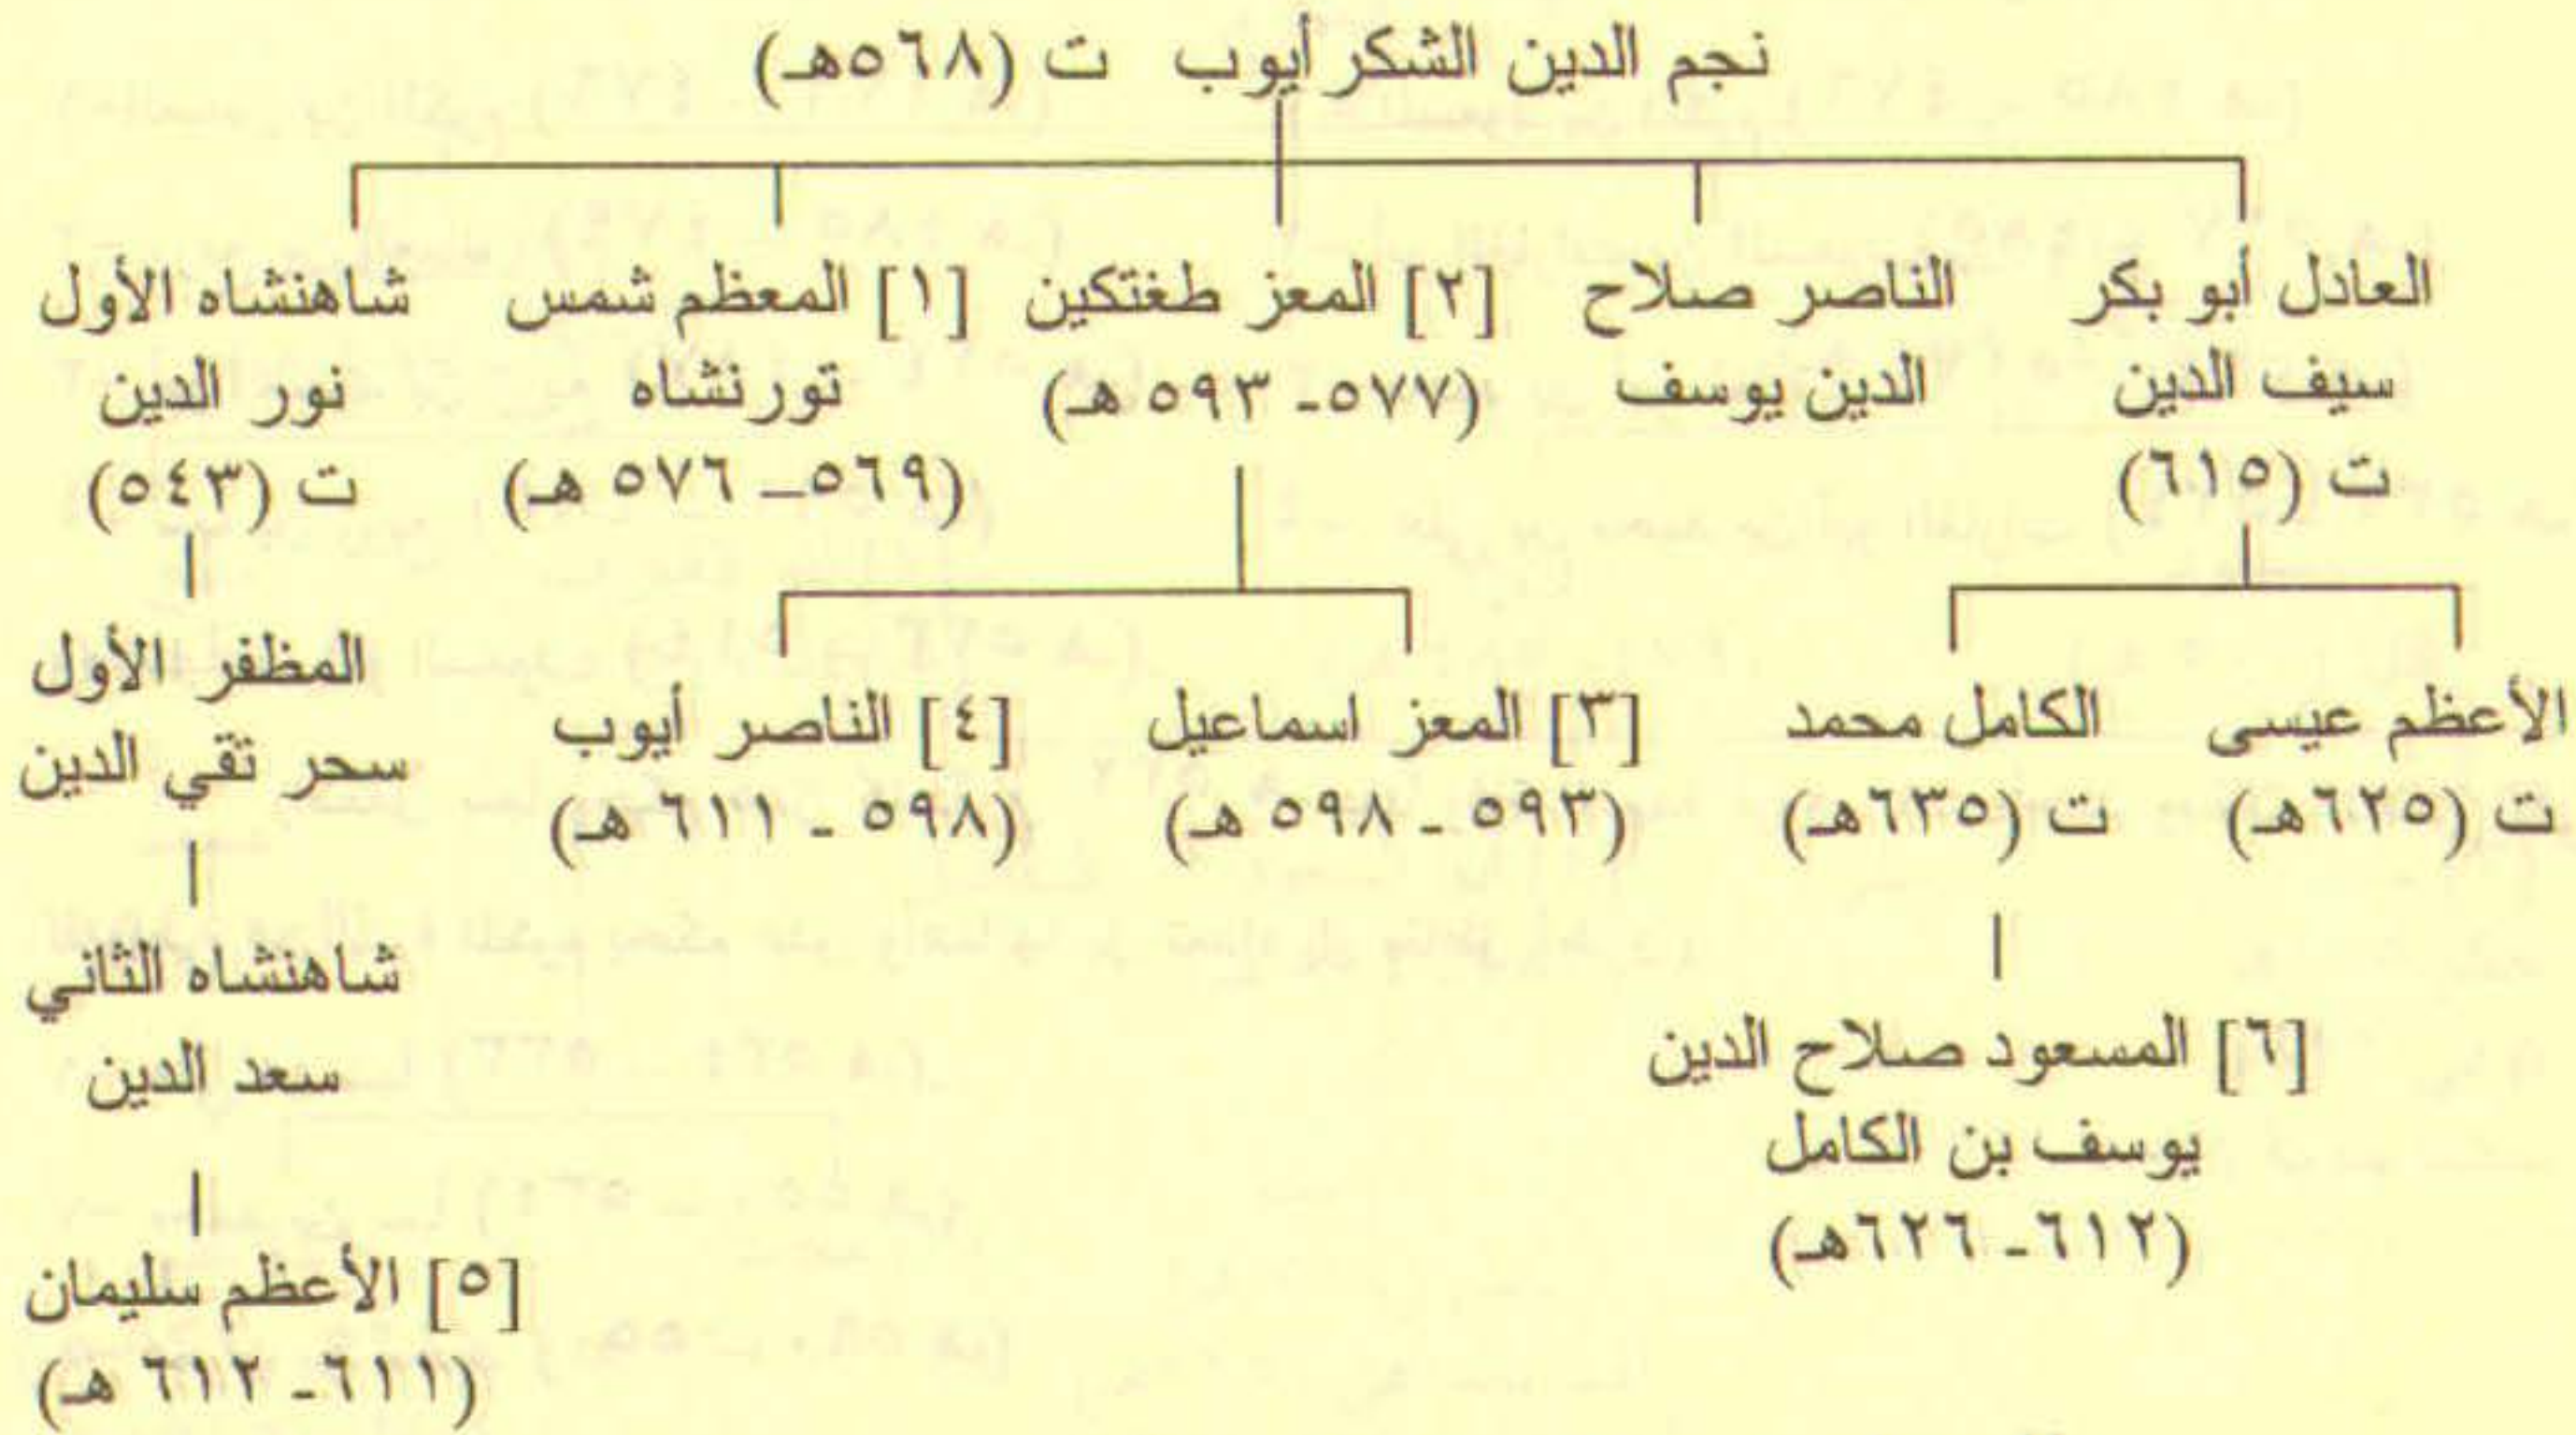 نجم الدين الشكر أيوب ت (٥٦٨هـ)
العادل أبو بكر
سيف الدين
ت (٦١٥)
الناصر صلاح
الدين يوسف
[٢] المعز طغتكين
(٥٧٧- ٥٩٣ هـ)
[١] المعظم شمس
تورنشاه
(٥٦٩– ٥٧٦ هـ)
شاهنشاه الأول
نور الدين
ت (٥٤٣)
الأعظم عيسى
ت (٦٢٥هـ)
الكامل محمد
ت (٦٣٥هـ)
[٣] المعز اسماعيل
(٥٩٣ - ٥٩٨ هـ)
[٤] الناصر أيوب
(٥٩٨ - ٦١١ هـ)
المظفر الأول
سحر تقي الدين
[٦] المسعود صلاح الدين
يوسف بن الكامل
(٦١٢- ٦٢٦هـ)
شاهنشاه الثاني
سعد الدين
[٥] الأعظم سليمان
(٦١١- ٦١٢ هـ)